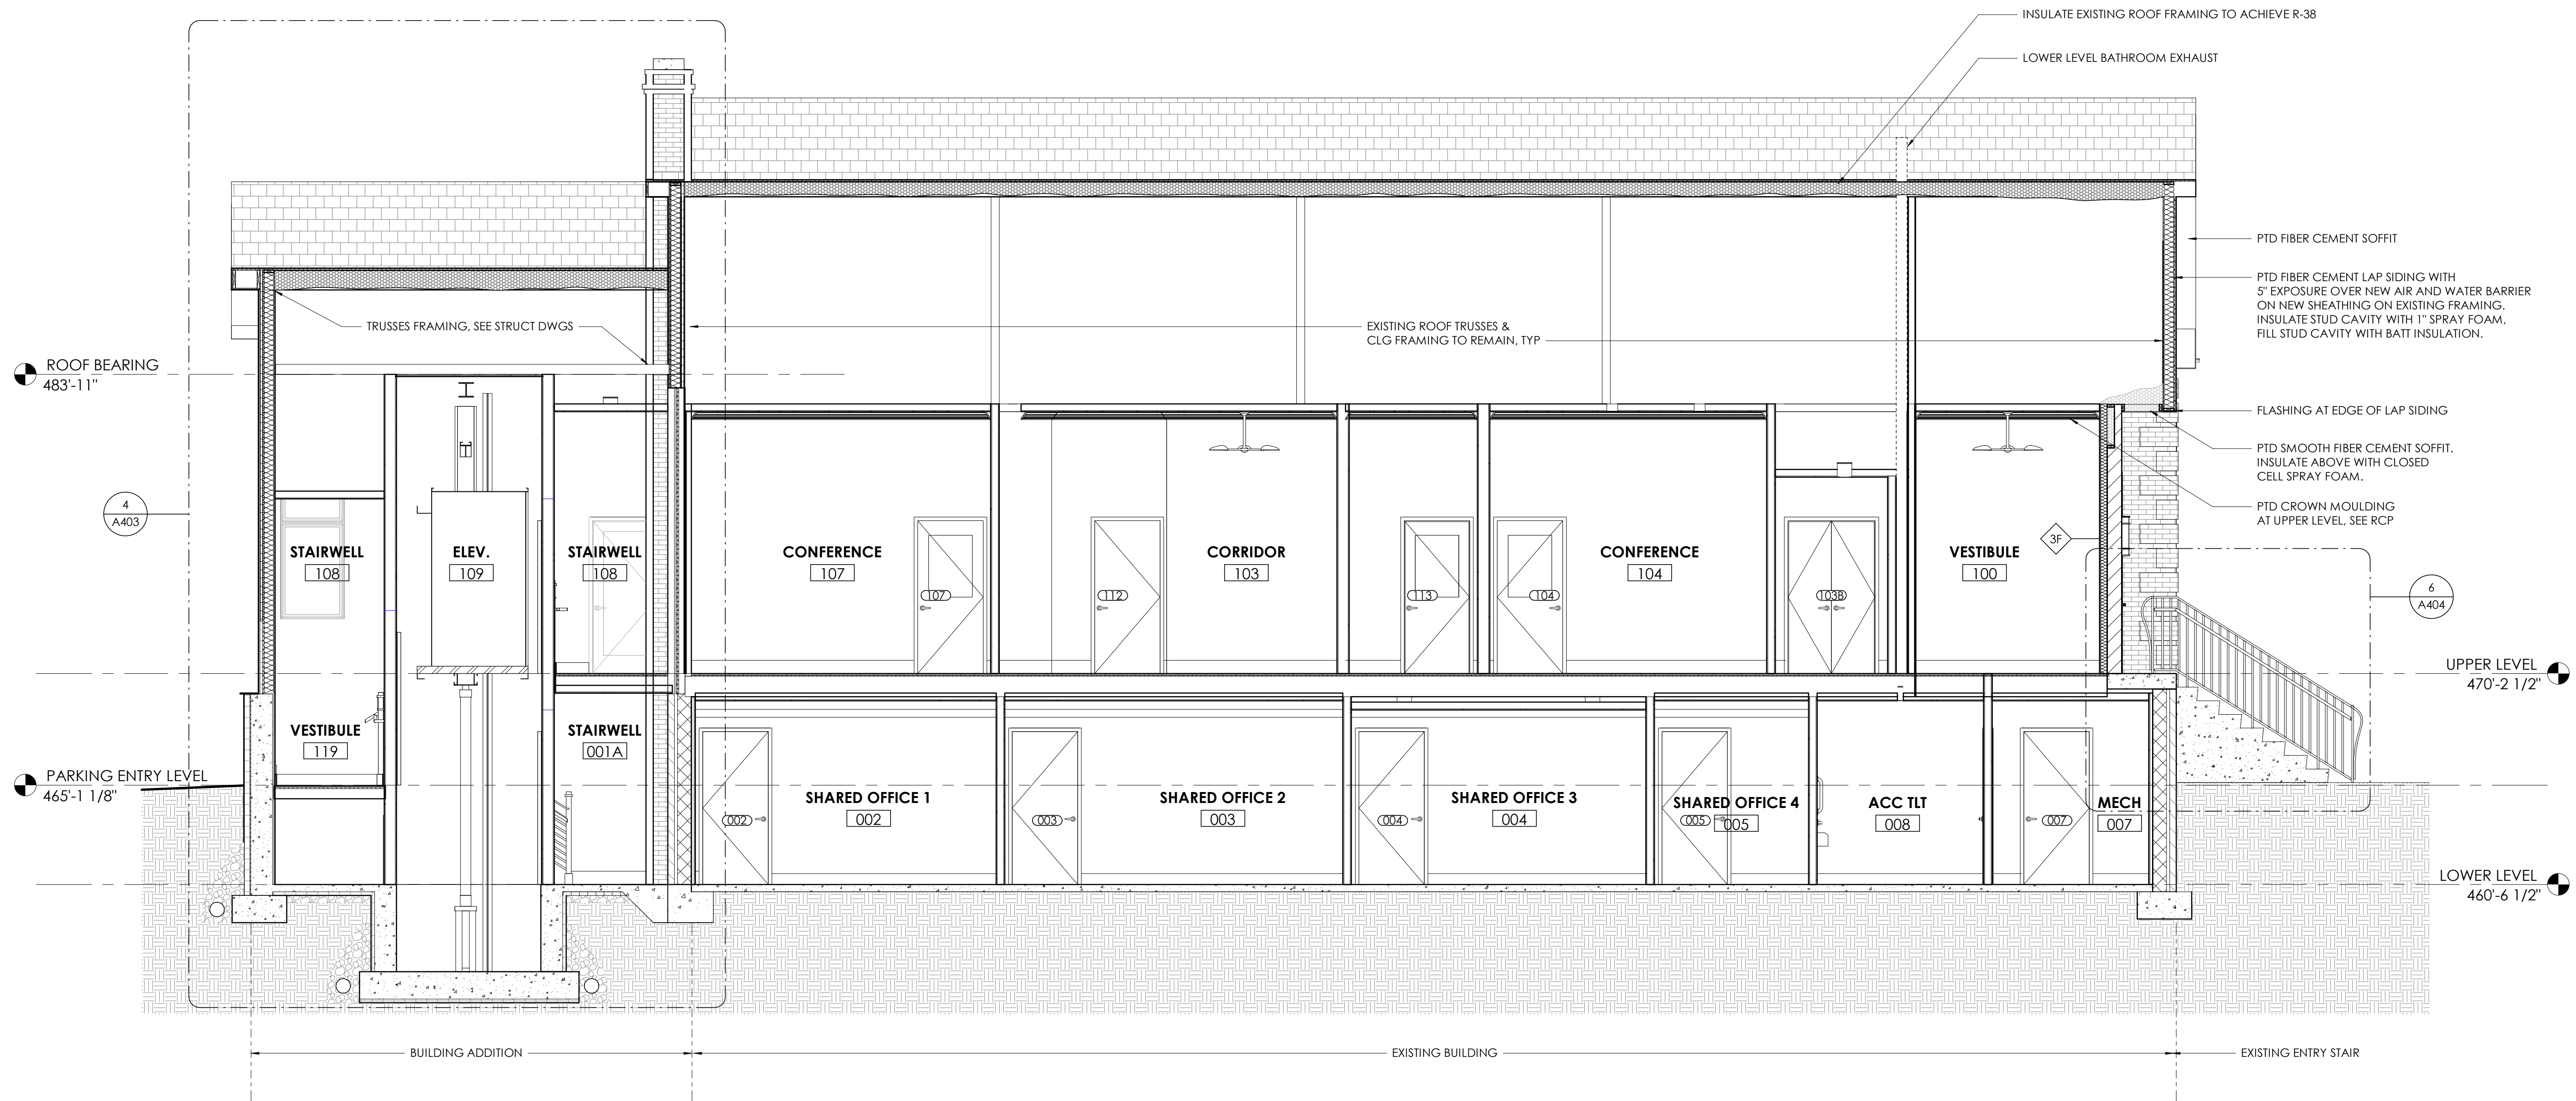 INSULATE EXISTING ROOF FRAMING TO ACHIEVE R-38
LOWER LEVEL BATHROOM EXHAUST
PTD FIBER CEMENT SOFFIT
PTD FIBER CEMENT LAP SIDING WITH
5" EXPOSURE OVER NEW AIR AND WATER BARRIER
ON NEW SHEATHING ON EXISTING FRAMING.
INSULATE STUD CAVITY WITH 1" SPRAY FOAM,
FILL STUD CAVITY WITH BATT INSULATION.
TRUSSES FRAMING, SEE STRUCT DWGS
EXISTING ROOF TRUSSES &
CLG FRAMING TO REMAIN, TYP
ROOF BEARING
483'-11"
FLASHING AT EDGE OF LAP SIDING
PTD SMOOTH FIBER CEMENT SOFFIT.
INSULATE ABOVE WITH CLOSED
CELL SPRAY FOAM.
PTD CROWN MOULDING
AT UPPER LEVEL, SEE RCP
4
A403
STAIRWELL
108
ELEV.
109
STAIRWELL
108
CONFERENCE
107
107
112
CORRIDOR
103
113
104
CONFERENCE
104
103B
VESTIBULE
100
3F
6
A404
UPPER LEVEL
470'-2 1/2"
VESTIBULE
119
STAIRWELL
001A
PARKING ENTRY LEVEL
465'-1 1/8"
002
SHARED OFFICE 1
002
003
SHARED OFFICE 2
003
004
SHARED OFFICE 3
004
005
SHARED OFFICE 4
005
ACC TLT
008
007
MECH
007
LOWER LEVEL
460'-6 1/2"
BUILDING ADDITION
EXISTING BUILDING
EXISTING ENTRY STAIR